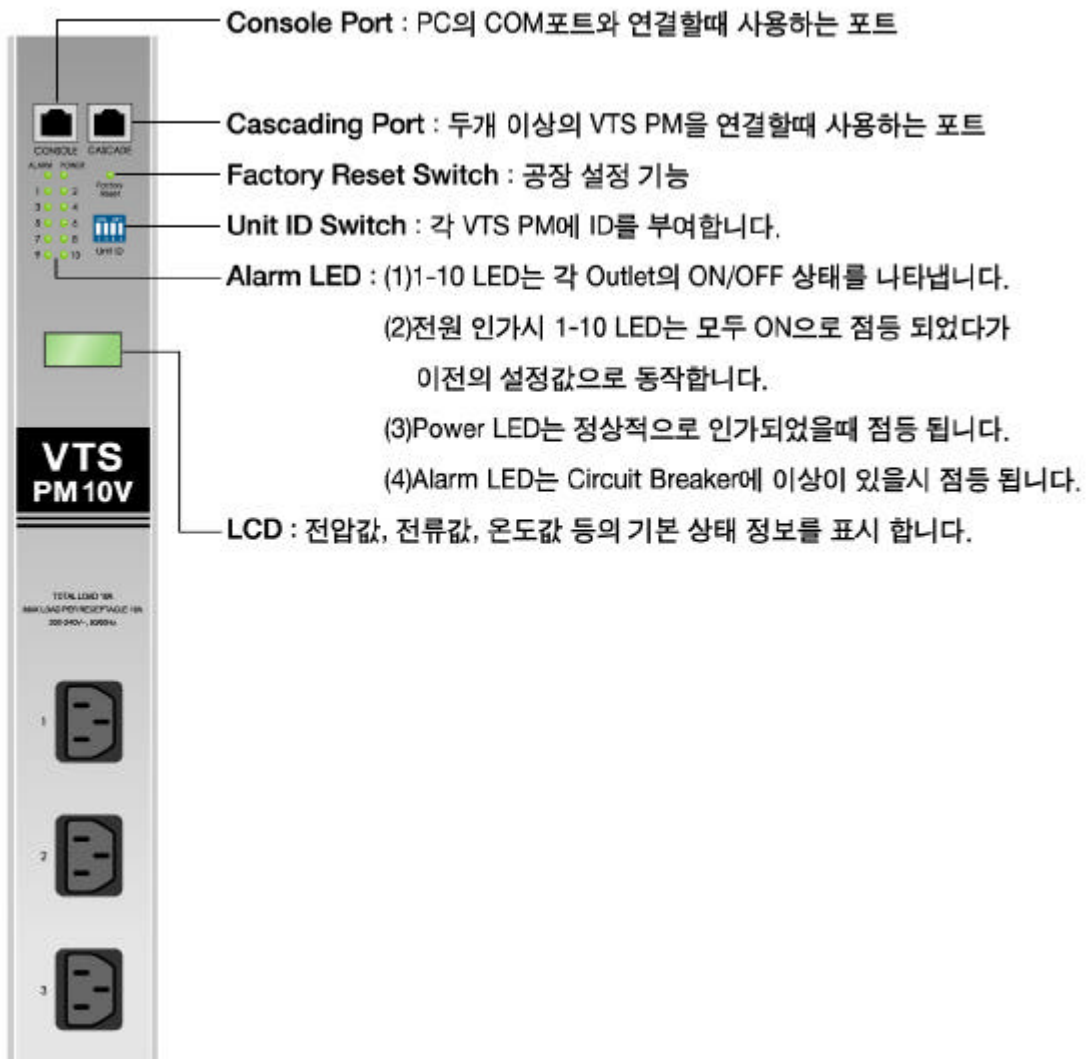 Console Port : PC의 COM포트와 연결할때 사용하는 포트
Cascading Port : 두개 이상의 VTS PM을 연결할때 사용하는 포트
Factory Reset Switch : 공장 설정 기능
Unit ID Switch : 각 VTS PM에 ID를 부여합니다.
Alarm LED : (1)1-10 LED는 각 Outlet의 ON/OFF 상태를 나타냅니다.
(2)전원 인가시 1-10 LED는 모두 ON으로 점등 되었다가
이전의 설정값으로 동작합니다.
(3)Power LED는 정상적으로 인가되었을때 점등 됩니다.
(4)Alarm LED는 Circuit Breaker에 이상이 있을시 점등 됩니다.
LCD : 전압값, 전류값, 온도값 등의 기본 상태 정보를 표시 합니다.
CONSOLE CASCADE
ALARM POWER
Factory
Reset
1 2
3 4
5 6
7 8
9 10
Unit ID
VTS
PM10V
TOTAL LOAD
MAX LOAD PER RECEPTACLE
1
2
3